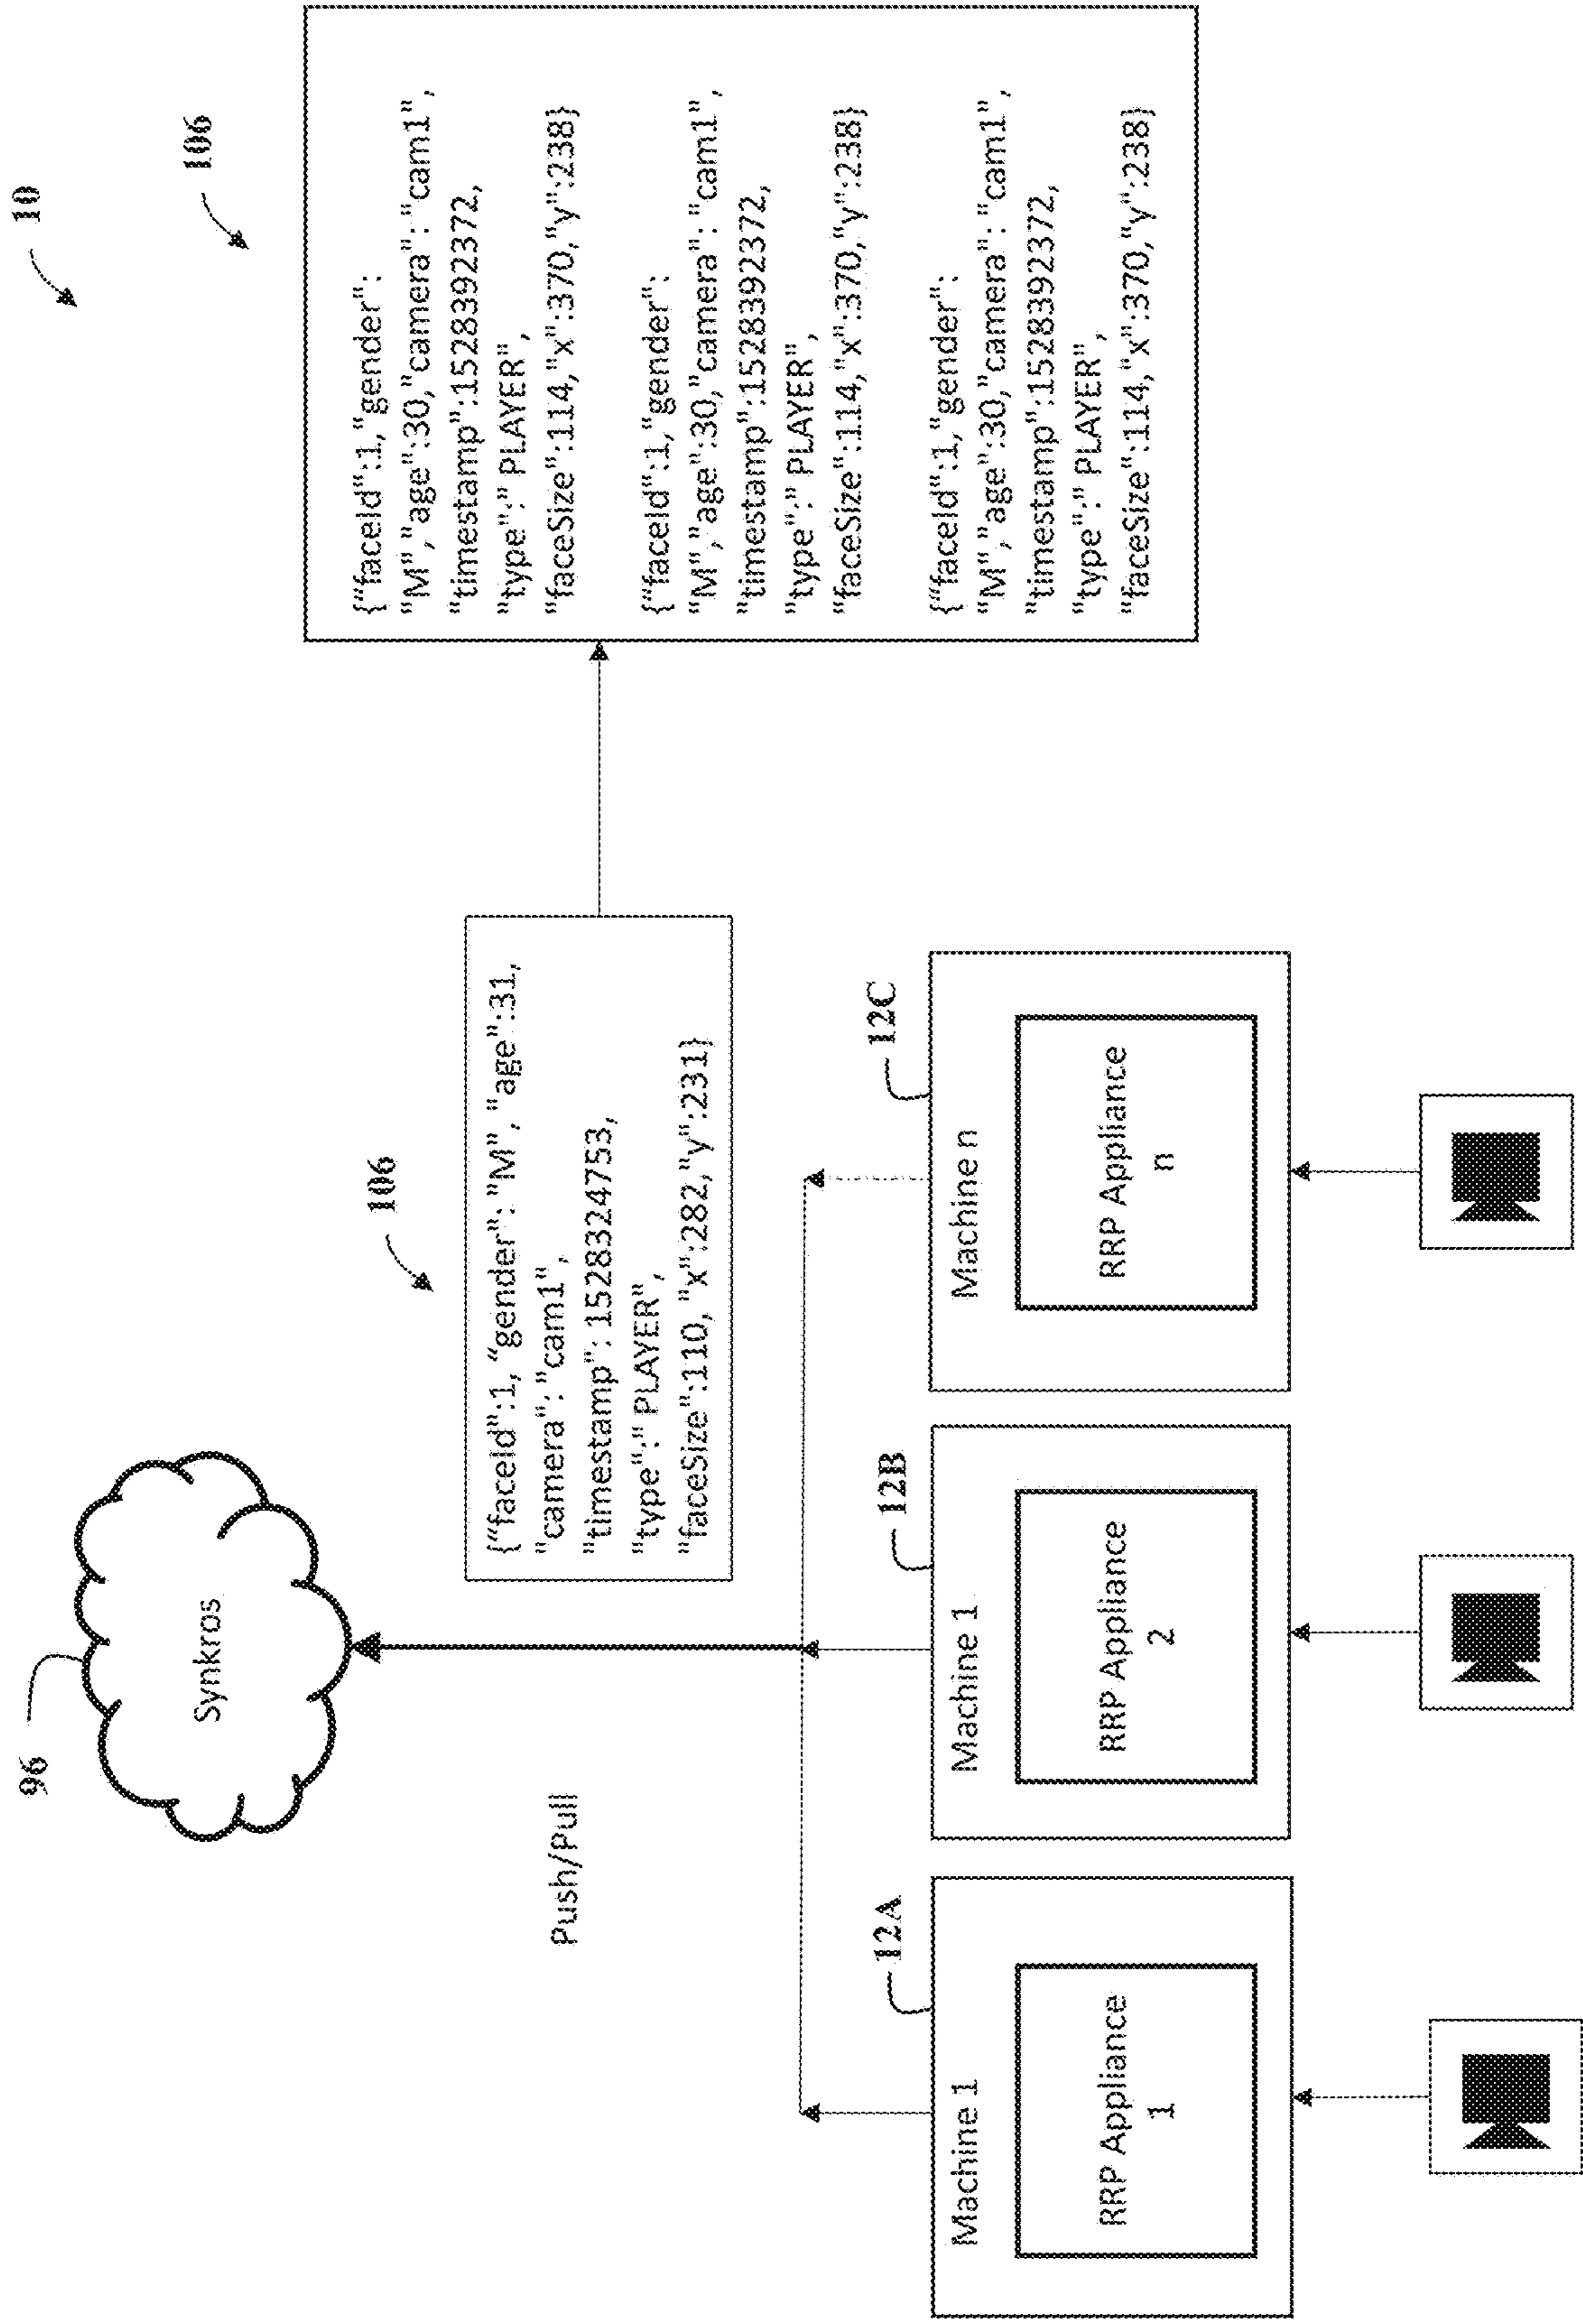 10
106
96
Synkros
Push/Pull
106
{"faceId":1, "gender": "M", "age":31,
"camera": "cam1",
"timestamp": 1528324753,
"type":" PLAYER",
"faceSize":110, "x":282, "y":231}
{"faceId":1,"gender":
"M","age":30,"camera": "cam1",
"timestamp":1528392372,
"type":" PLAYER",
"faceSize":114,"x":370,"y":238}
{"faceId":1,"gender":
"M","age":30,"camera": "cam1",
"timestamp":1528392372,
"type":" PLAYER",
"faceSize":114,"x":370,"y":238}
{"faceId":1,"gender":
"M","age":30,"camera": "cam1",
"timestamp":1528392372,
"type":" PLAYER",
"faceSize":114,"x":370,"y":238}
12A
Machine 1
RRP Appliance
1
12B
Machine 1
RRP Appliance
2
12C
Machine n
RRP Appliance
n